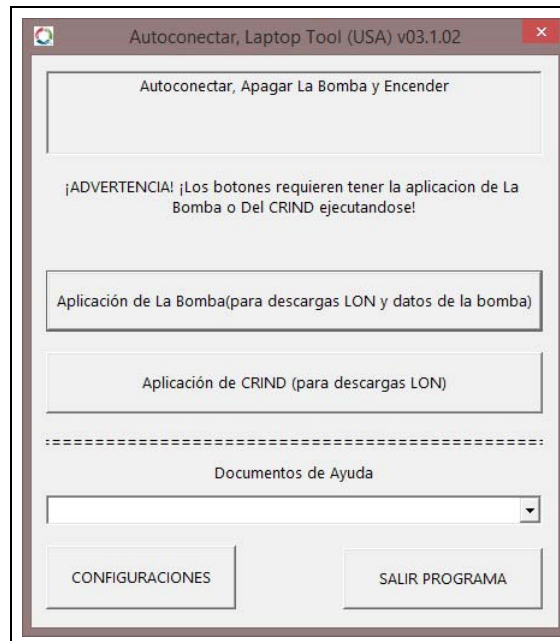 Autoconectar, Laptop Tool (USA) v03.1.02
Autoconectar, Apagar La Bomba y Encender
¡ADVERTENCIA! ¡Los botones requieren tener la aplicacion de La
Bomba o Del CRIND ejecutandose!
Aplicación de La Bomba(para descargas LON y datos de la bomba)
Aplicación de CRIND (para descargas LON)
Documentos de Ayuda
CONFIGURACIONES
SALIR PROGRAMA